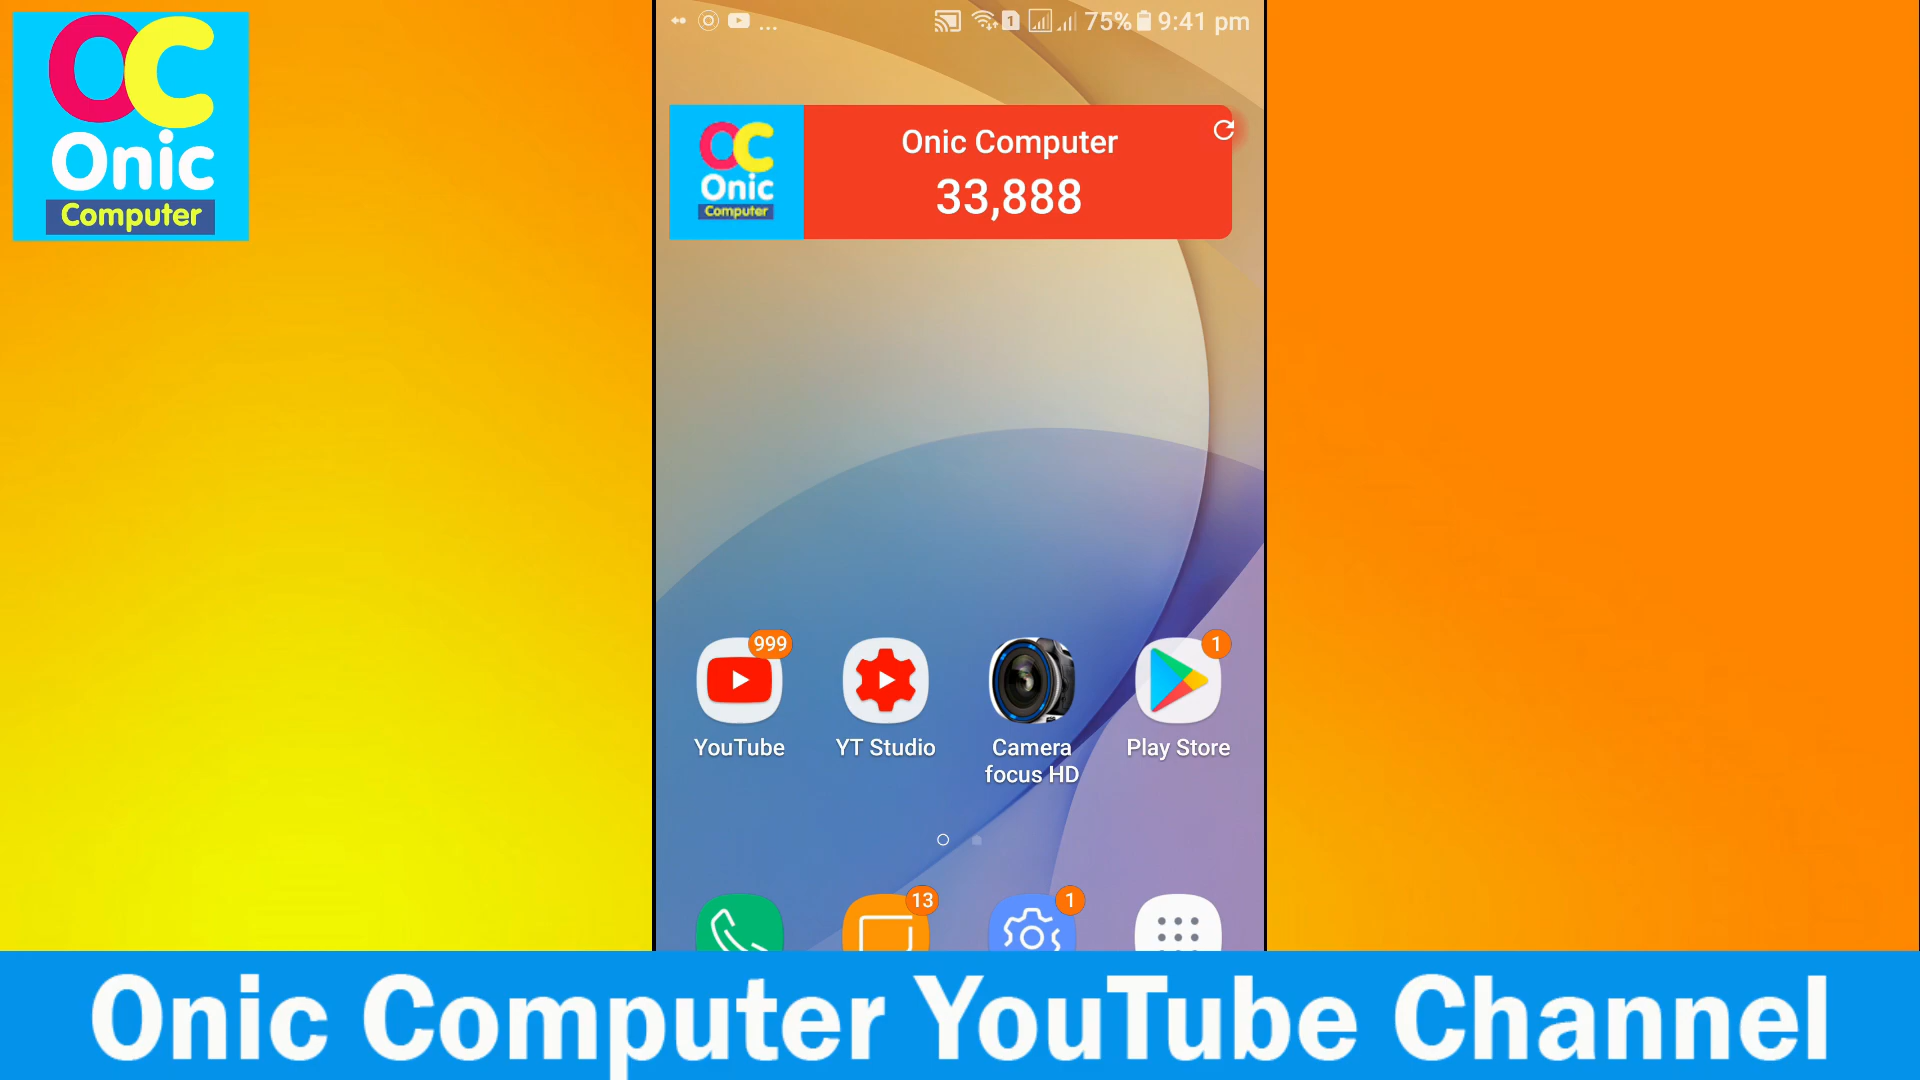 OC
Onic
Computer
... 1 75% 9:41 pm
OC
Onic
Computer
Onic Computer
33,888
999
1
YouTube
YT Studio
Camera
focus HD
Play Store
13
1
Onic Computer YouTube Channel